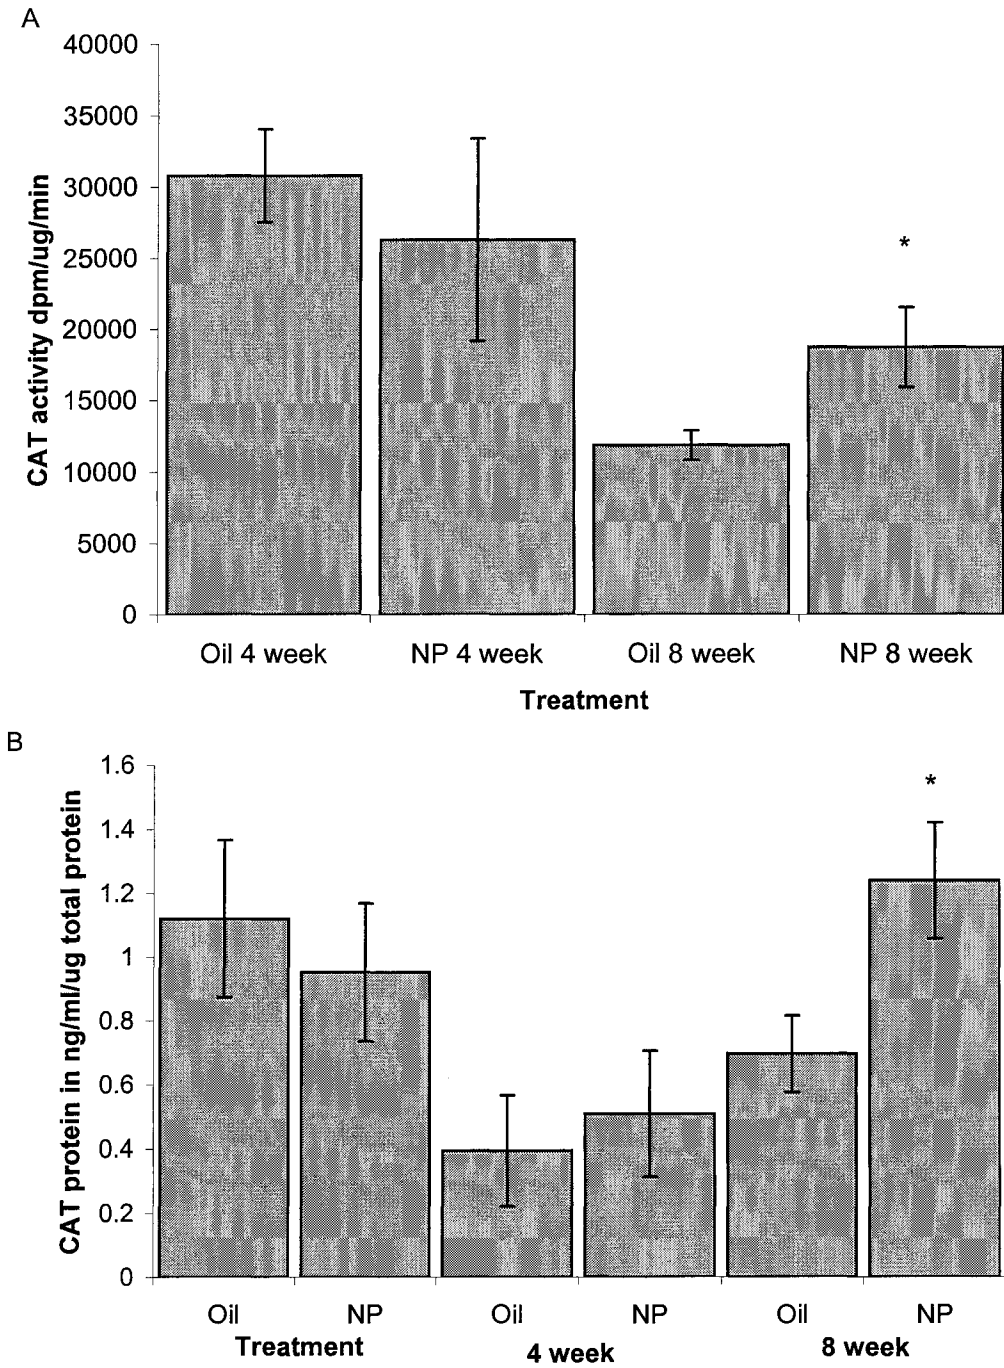 A
40000
35000
30000
25000
20000
15000
10000
5000
0
CAT activity dpm/ug/min
*
Oil 4 week NP 4 week Oil 8 week NP 8 week
Treatment
B
1.6
1.4
1.2
1
0.8
0.6
0.4
0.2
0
CAT protein in ng/ml/ug total protein
*
Oil NP Oil NP Oil NP
Treatment 4 week 8 week